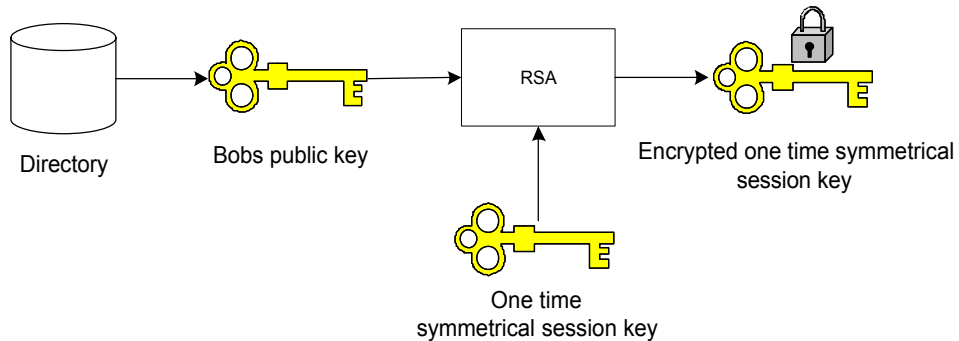 RSA
Directory
Bobs public key
Encrypted one time symmetrical
session key
One time
symmetrical session key